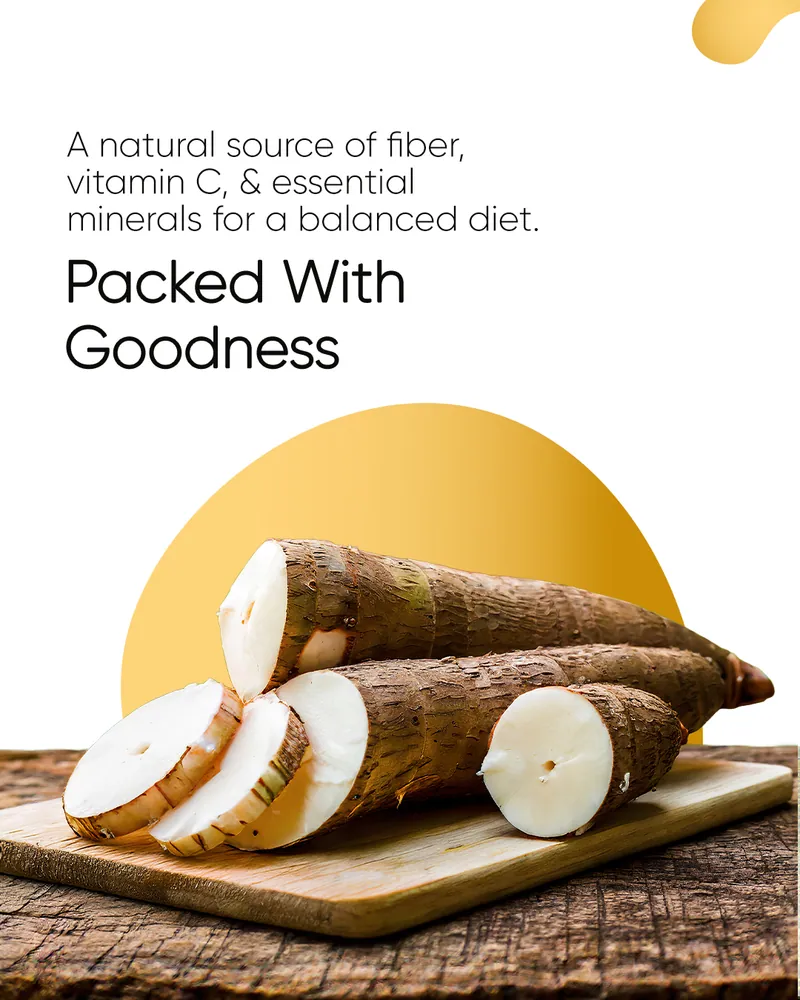 A natural source of fiber,
vitamin C, & essential
minerals for a balanced diet.
Packed With
Goodness